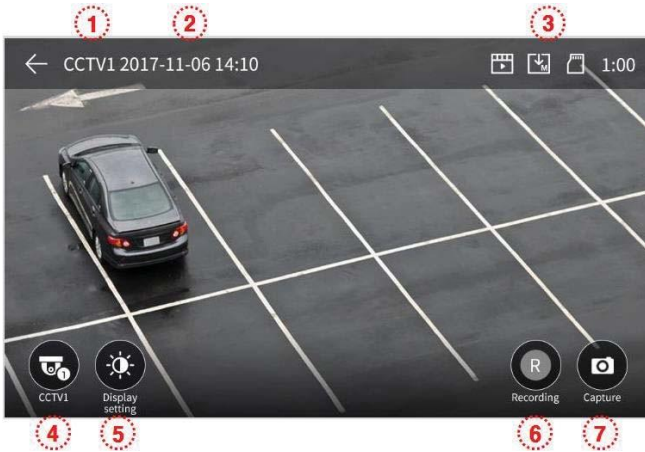 1 2 3
CCTV1 2017-11-06 14:10 M 1:00
1
CCTV1 Display setting Recording Capture
R
4 5 6 7